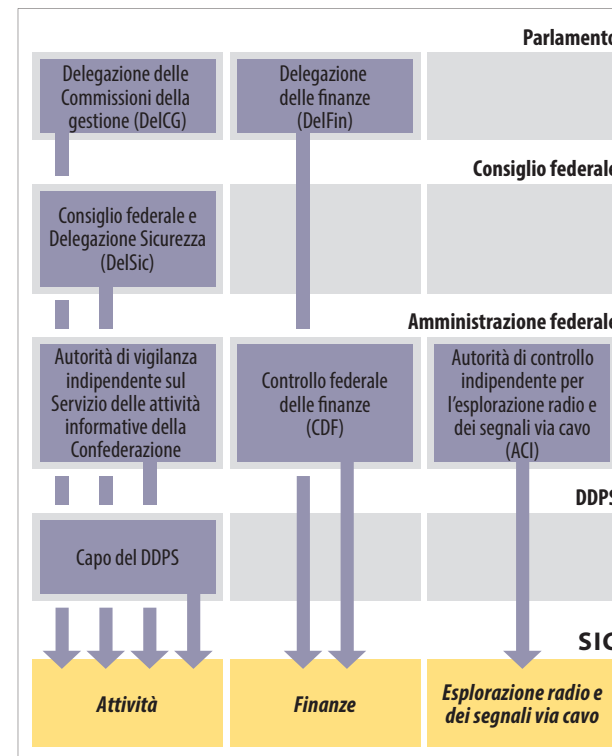 Parlamento
Delegazione delle
Commissioni della
gestione (DelCG)
Delegazione
delle finanze
(DelFin)
Consiglio federale
Consiglio federale e
Delegazione Sicurezza
(DelSic)
Amministrazione federale
Autorità di vigilanza
indipendente sul
Servizio delle attività
informative della
Confederazione
Controllo federale
delle finanze
(CDF)
Autorità di controllo
indipendente per
l'esplorazione radio e
dei segnali via cavo
(ACI)
DDPS
Capo del DDPS
SIC
Attività
Finanze
Esplorazione radio e
dei segnali via cavo